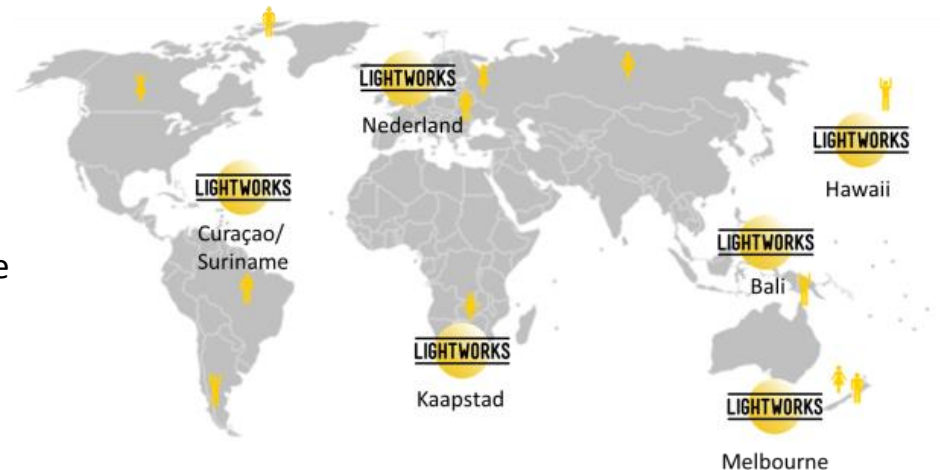 LIGHTWORKS
Nederland
LIGHTWORKS
Hawaii
LIGHTWORKS
Curaçao/
Suriname
LIGHTWORKS
Bali
e
LIGHTWORKS
Kaapstad
LIGHTWORKS
Melbourne